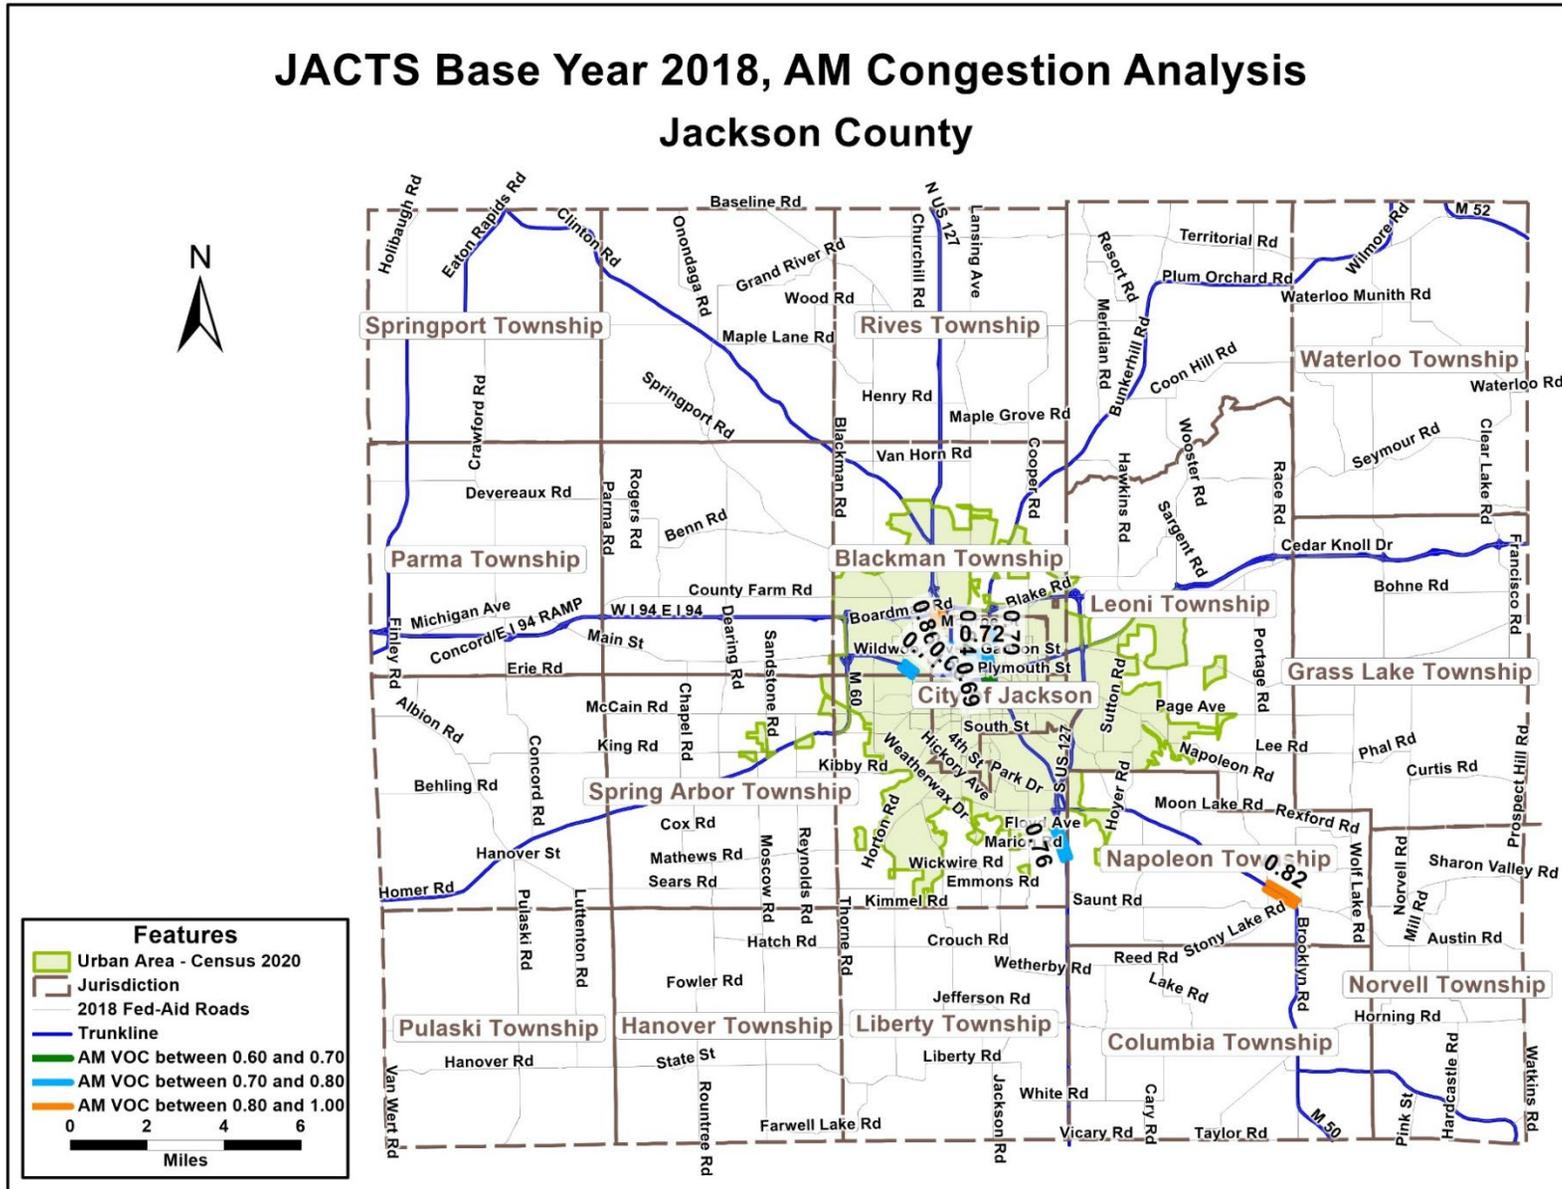 JACTS Base Year 2018, AM Congestion Analysis
Jackson County
N
Hollibaugh Rd
Eaton Rapids Rd
Clinton Rd
Onondaga Rd
Baseline Rd
Grand River Rd
Wood Rd
Maple Lane Rd
Churchill Rd
N US 127
Lansing Ave
Resort Rd
Territorial Rd
Wilmore Rd
M 52
Plum Orchard Rd
Waterloo Munith Rd
Springport Township
Rives Township
Meridian Rd
Bunkerhill Rd
Coon Hill Rd
Waterloo Township
Waterloo Rd
Crawford Rd
Springport Rd
Henry Rd
Maple Grove Rd
Blackman Rd
Van Horn Rd
Cooper Rd
Hawkins Rd
Wooster Rd
Race Rd
Seymour Rd
Clear Lake Rd
Devereaux Rd
Parma Rd
Rogers Rd
Benn Rd
Sargent Rd
Parma Township
Blackman Township
Cedar Knoll Dr
Francisco Rd
Bohne Rd
County Farm Rd
Blake Rd
Leoni Township
Michigan Ave
Concord/E I 94 RAMP
W I 94 E I 94
Finley Rd
Main St
Dearing Rd
Sandstone Rd
0.86
0.72
0.69
Plymouth St
Erie Rd
M 60
City of Jackson
Sutton Rd
Portage Rd
Grass Lake Township
Albion Rd
McCain Rd
Chapel Rd
South St
Page Ave
King Rd
Concord Rd
Kibby Rd
Weatherwax Dr
Hickory Ave
4th St
Park Dr
S US 127
Hoyer Rd
Napoleon Rd
Lee Rd
Phal Rd
Curtis Rd
Prospect Hill Rd
Behling Rd
Spring Arbor Township
Moon Lake Rd
Rexford Rd
Cox Rd
Horton Rd
Hanover St
Mathews Rd
Moscow Rd
Reynolds Rd
0.76
Wickwire Rd
Napoleon Township
0.82
Wolf Lake Rd
Norvell Rd
Sharon Valley Rd
Homer Rd
Sears Rd
Emmons Rd
Kimmel Rd
Saunt Rd
Stony Lake Rd
Mill Rd
Pulaski Rd
Luttenton Rd
Thorne Rd
Hatch Rd
Crouch Rd
Brooklyn Rd
Austin Rd
Fowler Rd
Wetherby Rd
Reed Rd
Lake Rd
Norvell Township
Jefferson Rd
Horning Rd
Pulaski Township
Hanover Township
Liberty Township
Columbia Township
Hanover Rd
State St
Liberty Rd
Van Wert Rd
Rountree Rd
Jackson Rd
White Rd
Cary Rd
Pink St
Hardcastle Rd
Watkins Rd
Farwell Lake Rd
Vicary Rd
Taylor Rd
M 50
Features
Urban Area - Census 2020
Jurisdiction
2018 Fed-Aid Roads
Trunkline
AM VOC between 0.60 and 0.70
AM VOC between 0.70 and 0.80
AM VOC between 0.80 and 1.00
0 2 4 6
Miles